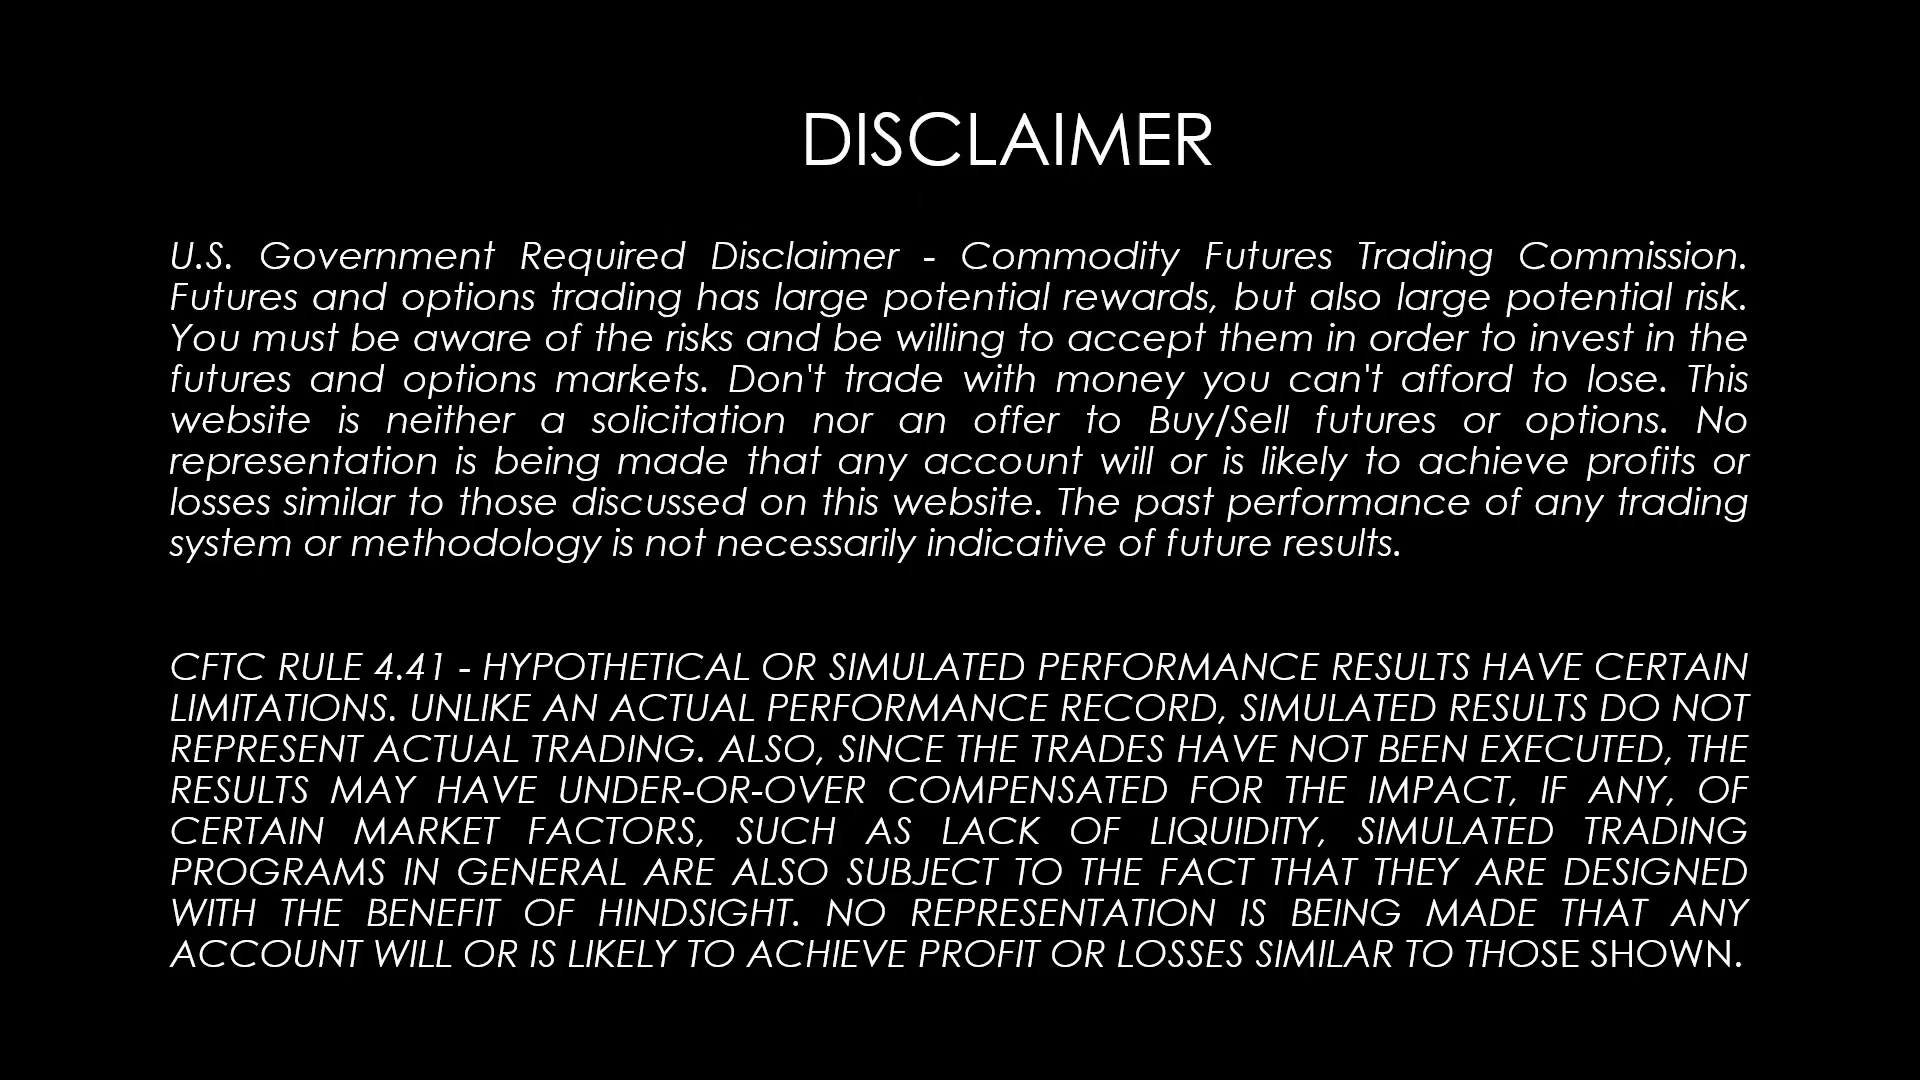 DISCLAIMER
U.S. Government Required Disclaimer - Commodity Futures Trading Commission.
Futures and options trading has large potential rewards, but also large potential risk.
You must be aware of the risks and be willing to accept them in order to invest in the
futures and options markets. Don't trade with money you can't afford to lose. This
website is neither a solicitation nor an offer to Buy/Sell futures or options. No
representation is being made that any account will or is likely to achieve profits or
losses similar to those discussed on this website. The past performance of any trading
system or methodology is not necessarily indicative of future results.
CFTC RULE 4.41 - HYPOTHETICAL OR SIMULATED PERFORMANCE RESULTS HAVE CERTAIN
LIMITATIONS. UNLIKE AN ACTUAL PERFORMANCE RECORD, SIMULATED RESULTS DO NOT
REPRESENT ACTUAL TRADING. ALSO, SINCE THE TRADES HAVE NOT BEEN EXECUTED, THE
RESULTS MAY HAVE UNDER-OR-OVER COMPENSATED FOR THE IMPACT, IF ANY, OF
CERTAIN MARKET FACTORS, SUCH AS LACK OF LIQUIDITY, SIMULATED TRADING
PROGRAMS IN GENERAL ARE ALSO SUBJECT TO THE FACT THAT THEY ARE DESIGNED
WITH THE BENEFIT OF HINDSIGHT. NO REPRESENTATION IS BEING MADE THAT ANY
ACCOUNT WILL OR IS LIKELY TO ACHIEVE PROFIT OR LOSSES SIMILAR TO THOSE SHOWN.